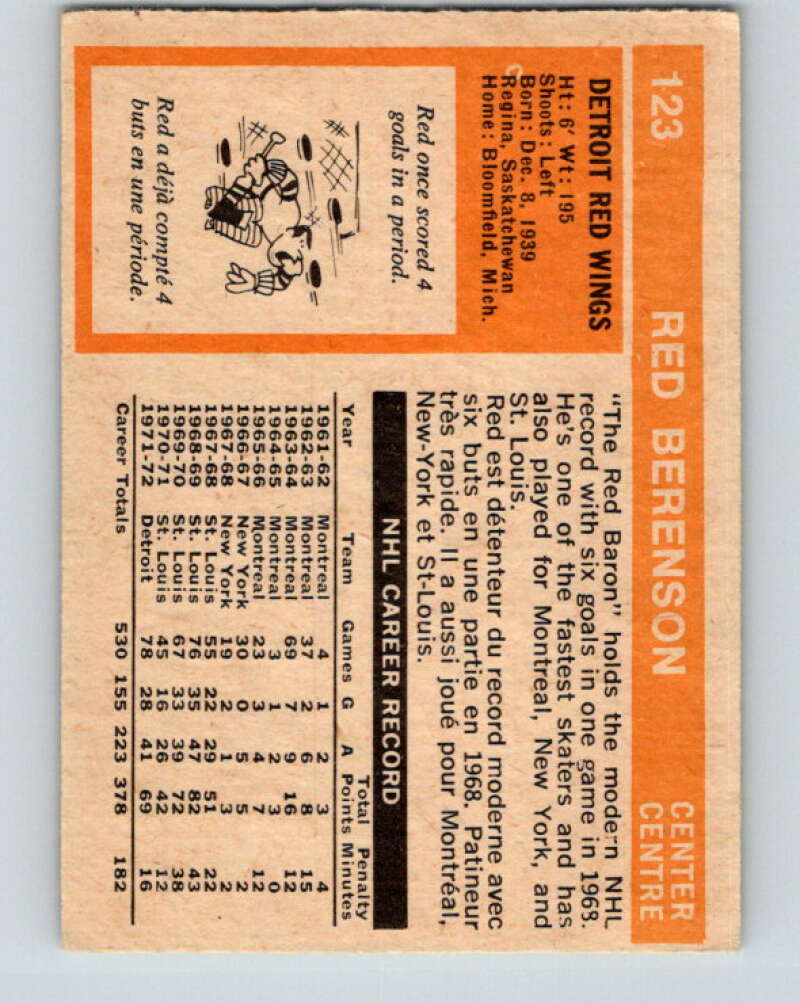 123 RED BERENSON CENTER
CENTRE
DETROIT RED WINGS
Ht: 6' Wt: 195
Shoots: Left
Born: Dec. 8, 1939
Regina, Saskatchewan
Home: Bloomfield, Mich.
Red once scored 4
goals in a period.
Red a déjà compté 4
buts en une période.
"The Red Baron" holds the modern NHL
record with six goals in one game in 1968.
He's one of the fastest skaters and has
also played for Montreal, New York, and
St. Louis.
Red est détenteur du record moderne avec
six buts en une partie en 1968. Patineur
très rapide. Il a aussi joué pour Montréal,
New-York et St-Louis.
NHL CAREER RECORD
Total Penalty
Year Team Games G A Points Minutes
1961-62 Montreal 4 1 2 3 4
1962-63 Montreal 37 2 6 8 15
1963-64 Montreal 69 7 9 16 12
1964-65 Montreal 3 1 2 3 0
1965-66 Montreal 23 3 4 7 12
1966-67 New York 30 0 5 5 2
1967-68 New York 19 2 1 3 2
1967-68 St. Louis 55 22 29 51 22
1968-69 St. Louis 76 35 47 82 43
1969-70 St. Louis 67 33 39 72 38
1970-71 St. Louis 45 16 26 42 12
1971-72 Detroit 78 28 41 69 16
Career Totals 530 155 223 378 182